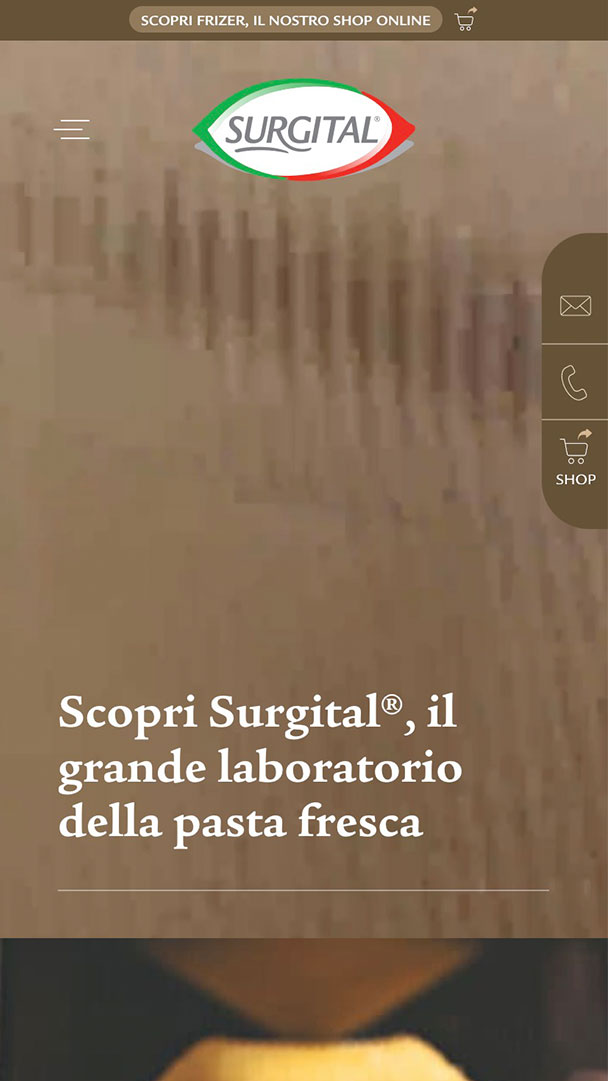 SCOPRI FRIZER, IL NOSTRO SHOP ONLINE
SURGITAL®
SHOP
Scopri Surgital®, il
grande laboratorio
della pasta fresca